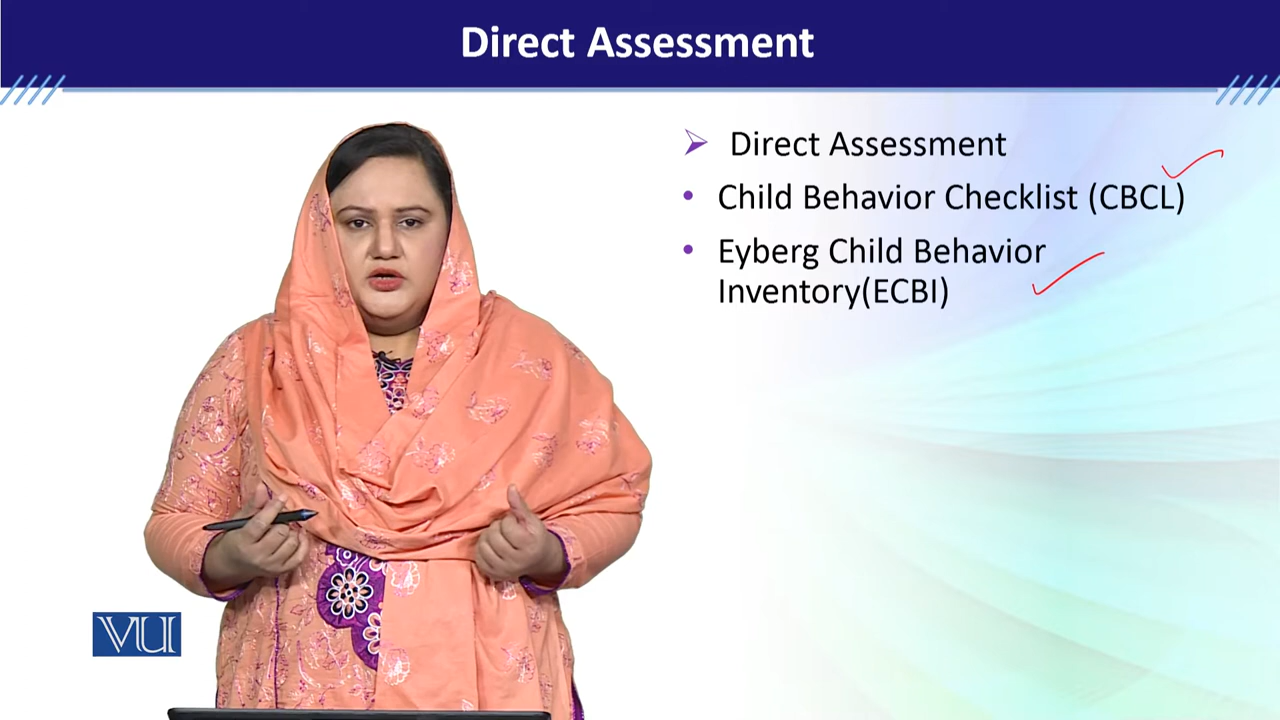 Direct Assessment
Direct Assessment
Child Behavior Checklist (CBCL)
Eyberg Child Behavior
Inventory(ECBI)
VU